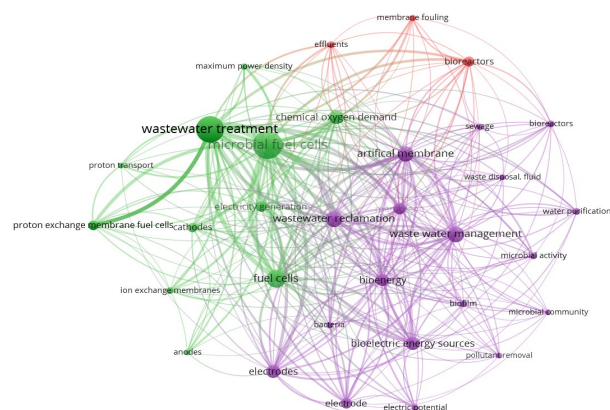 membrane fouling
effluents
bioreactors
maximum power density
chemical oxygen demand
wastewater treatment
sewage
bioreactors
microbial fuel cells
artifical membrane
proton transport
waste disposal, fluid
electricity generation
wastewater reclamation
water purification
proton exchange membrane fuel cells
cathodes
waste water management
microbial activity
fuel cells
bioenergy
ion exchange membranes
biofilm
microbial community
bacteria
bioelectric energy sources
anodes
pollutant removal
electrodes
electrode
electric potential